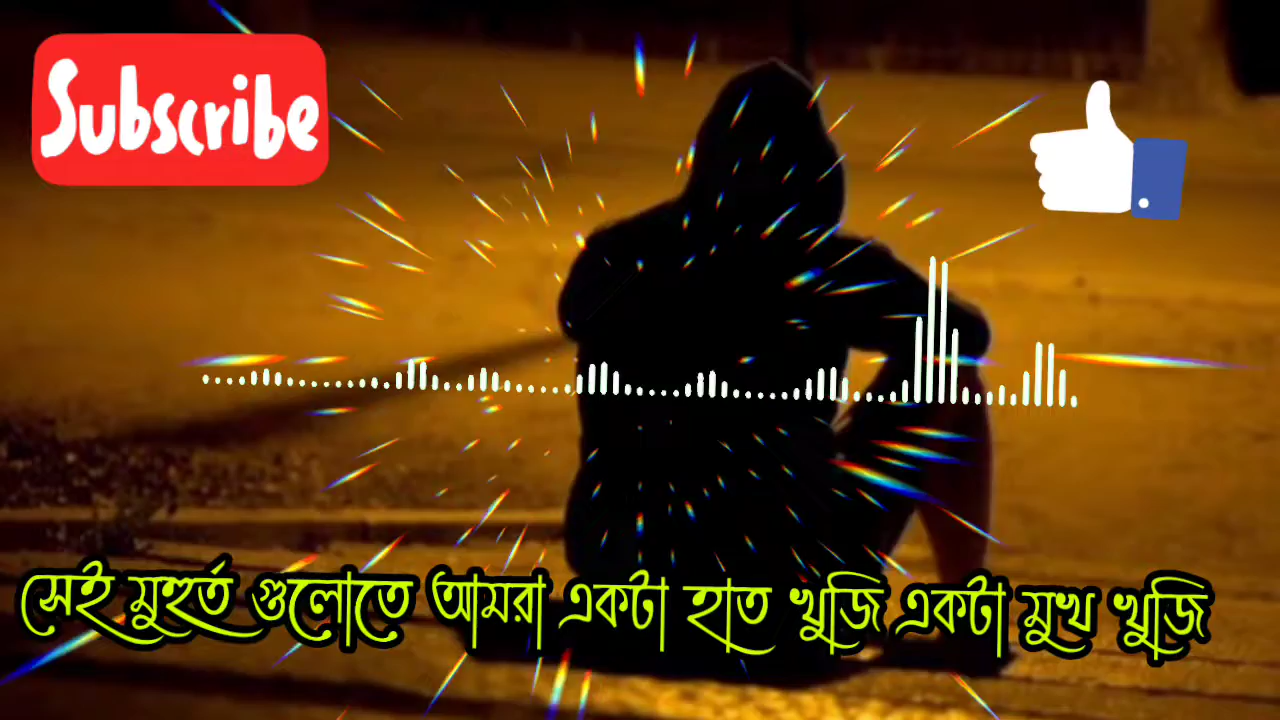 Subscribe
সেই মুহুর্ত গুলোতে আমরা একটা হাত খুজি একটা মুখ খুজি